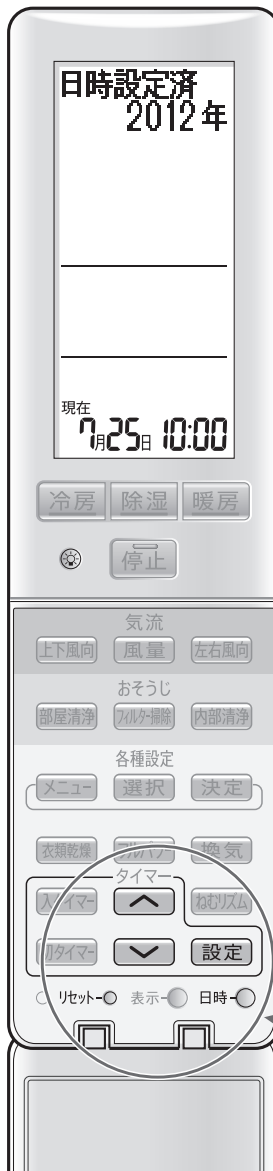 日時設定済
2012年
現在
7月25日 10:00
冷房 除湿 暖房
停止
気流
上下風向 風量 左右風向
おそうじ
部屋清浄 フィルター掃除 内部清浄
各種設定
メニュー 選択 決定
衣類乾燥 フルパワー 換気
タイマー
入タイマー ねむリズム
切タイマー 設定
リセット 表示 日時